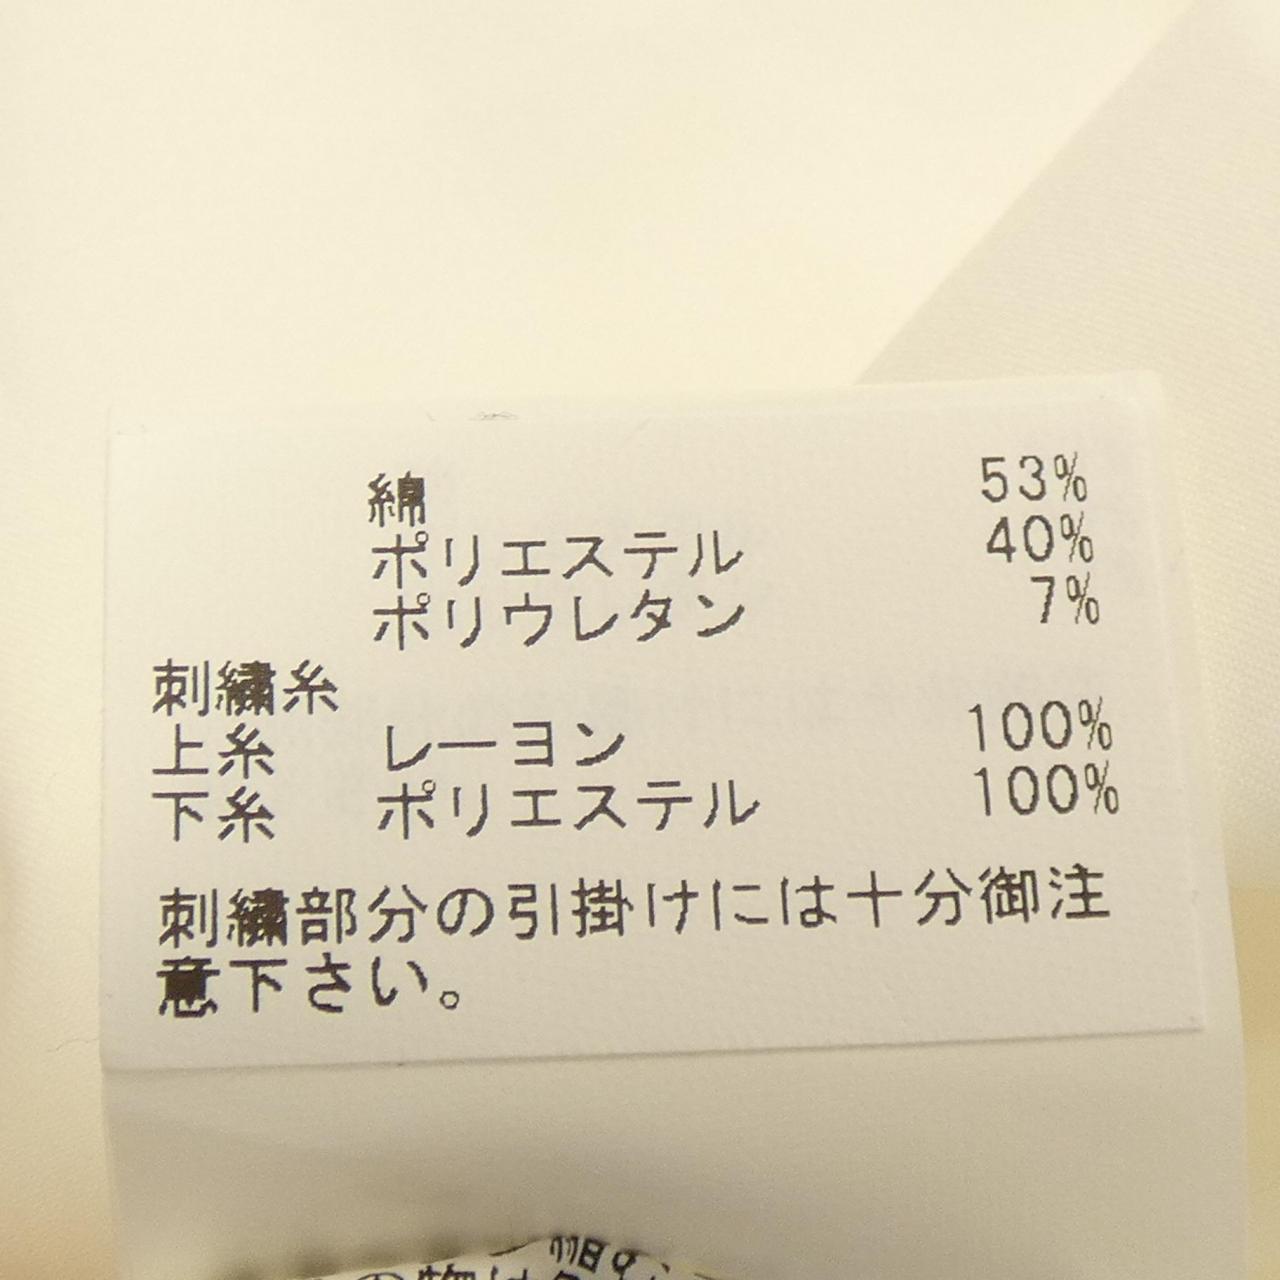 綿 53%
ポリエステル 40%
ポリウレタン 7%
刺繍糸
上糸 レーヨン 100%
下糸 ポリエステル 100%
刺繍部分の引掛けには十分御注
意下さい。